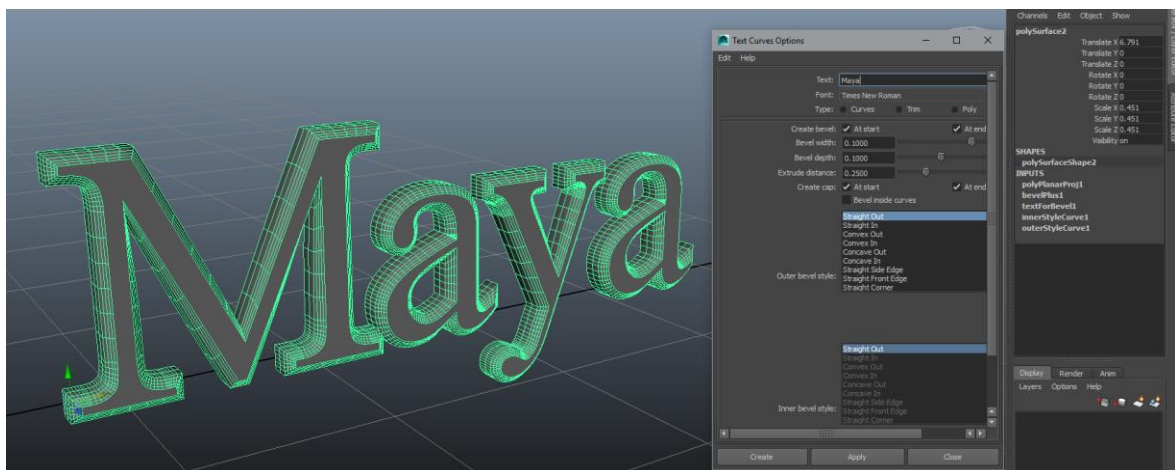 Maya
Text Curves Options
Edit Help
Text: Maya
Font: Times New Roman
Type: Curves Trim Poly
Create bevel: At start At end
Bevel width: 0.1000
Bevel depth: 0.1000
Extrude distance: 0.2500
Create cap: At start At end
Bevel inside curves
Straight Out
Straight In
Convex Out
Convex In
Concave Out
Concave In
Outer bevel style: Straight Side Edge
Straight Front Edge
Straight Corner
Straight Out
Straight In
Convex Out
Convex In
Concave Out
Concave In
Straight Side Edge
Inner bevel style: Straight Front Edge
Straight Corner
Create Apply Close
Channels Edit Object Show
polySurface2
Translate X 6.791
Translate Y 0
Translate Z 0
Rotate X 0
Rotate Y 0
Rotate Z 0
Scale X 0.451
Scale Y 0.451
Scale Z 0.451
Visibility on
SHAPES
polySurfaceShape2
INPUTS
polyPlanarProj1
bevelPlus1
textForBevel1
innerStyleCurve1
outerStyleCurve1
Display Render Anim
Layers Options Help